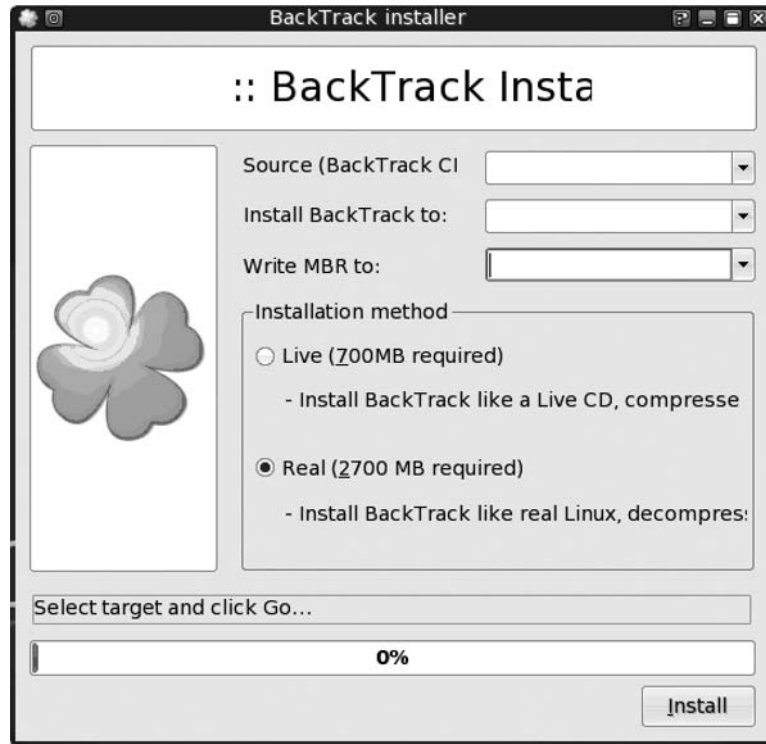 BackTrack installer
:: BackTrack Insta
Source (BackTrack CI
Install BackTrack to:
Write MBR to:
Installation method
Live (700MB required)
- Install BackTrack like a Live CD, compresse
Real (2700 MB required)
- Install BackTrack like real Linux, decompres
Select target and click Go...
0%
Install